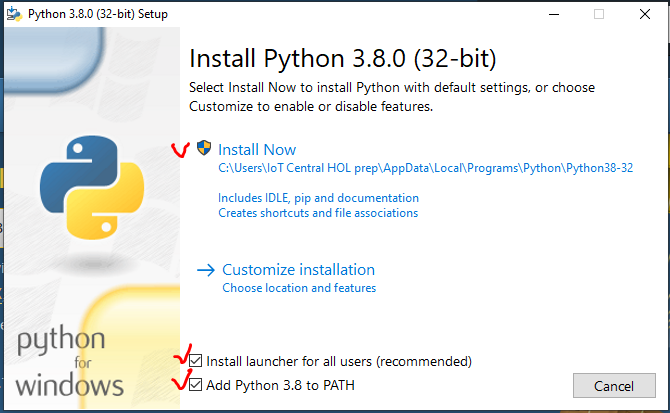 Python 3.8.0 (32-bit) Setup
Install Python 3.8.0 (32-bit)
Select Install Now to install Python with default settings, or choose
Customize to enable or disable features.
Install Now
C:\Users\IoT Central HOL prep\AppData\Local\Programs\Python\Python38-32
Includes IDLE, pip and documentation
Creates shortcuts and file associations
Customize installation
Choose location and features
Install launcher for all users (recommended)
Add Python 3.8 to PATH
Cancel
python
for
windows